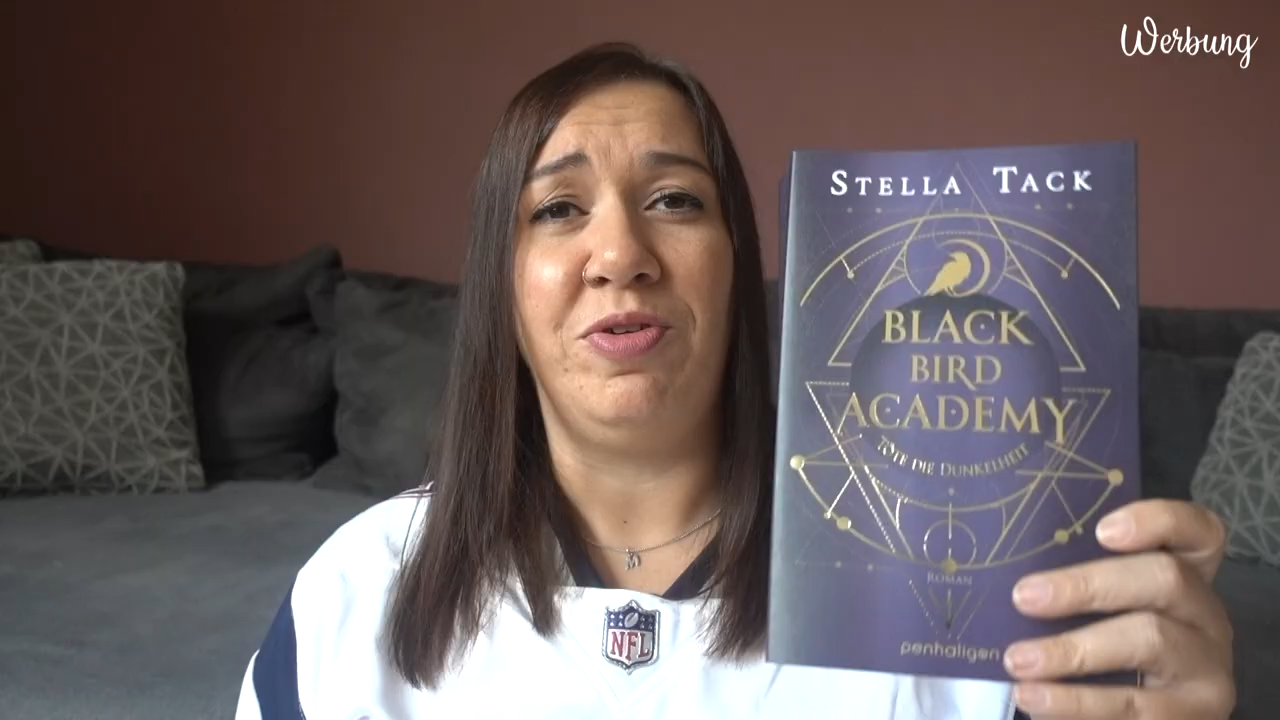 Werbung
STELLA TACK
BLACK
BIRD
ACADEMY
TÖTE DIE DUNKELHEIT
ROMAN
penhaligon
NFL